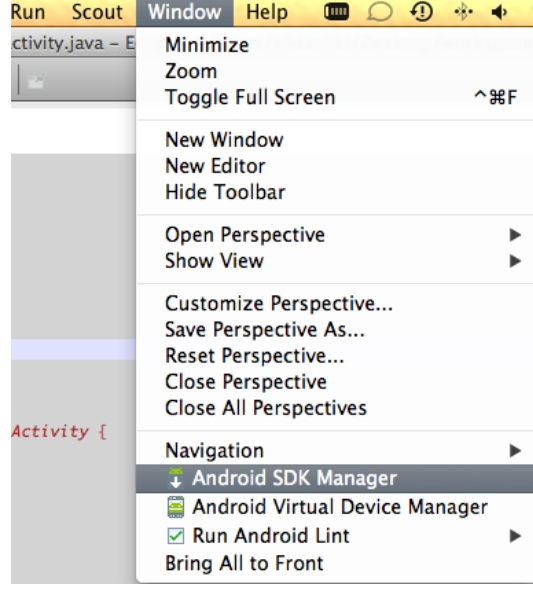 Run Scout Window Help
ctivity.java – E
Minimize
Zoom
Toggle Full Screen ^⌘F
New Window
New Editor
Hide Toolbar
Open Perspective
Show View
Customize Perspective...
Save Perspective As...
Reset Perspective...
Close Perspective
Close All Perspectives
Activity {
Navigation
Android SDK Manager
Android Virtual Device Manager
Run Android Lint
Bring All to Front